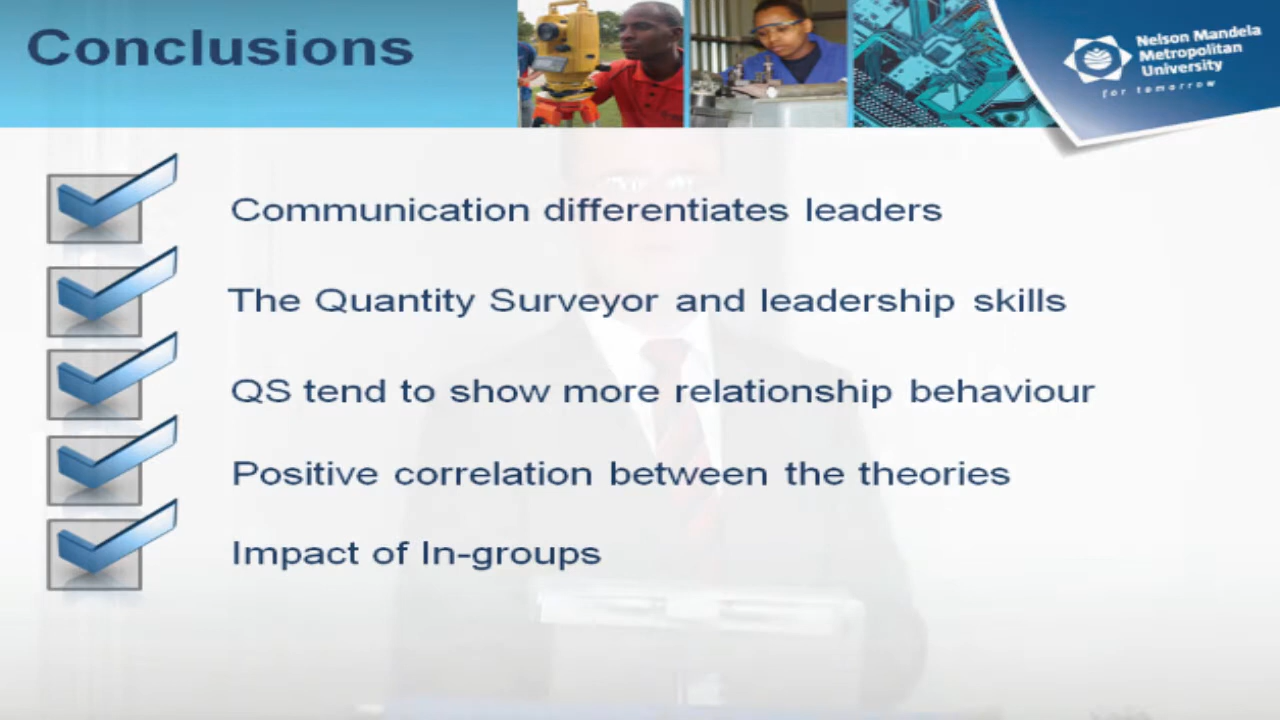 Conclusions
Nelson Mandela
Metropolitan
University
for tomorrow
Communication differentiates leaders
The Quantity Surveyor and leadership skills
QS tend to show more relationship behaviour
Positive correlation between the theories
Impact of In-groups